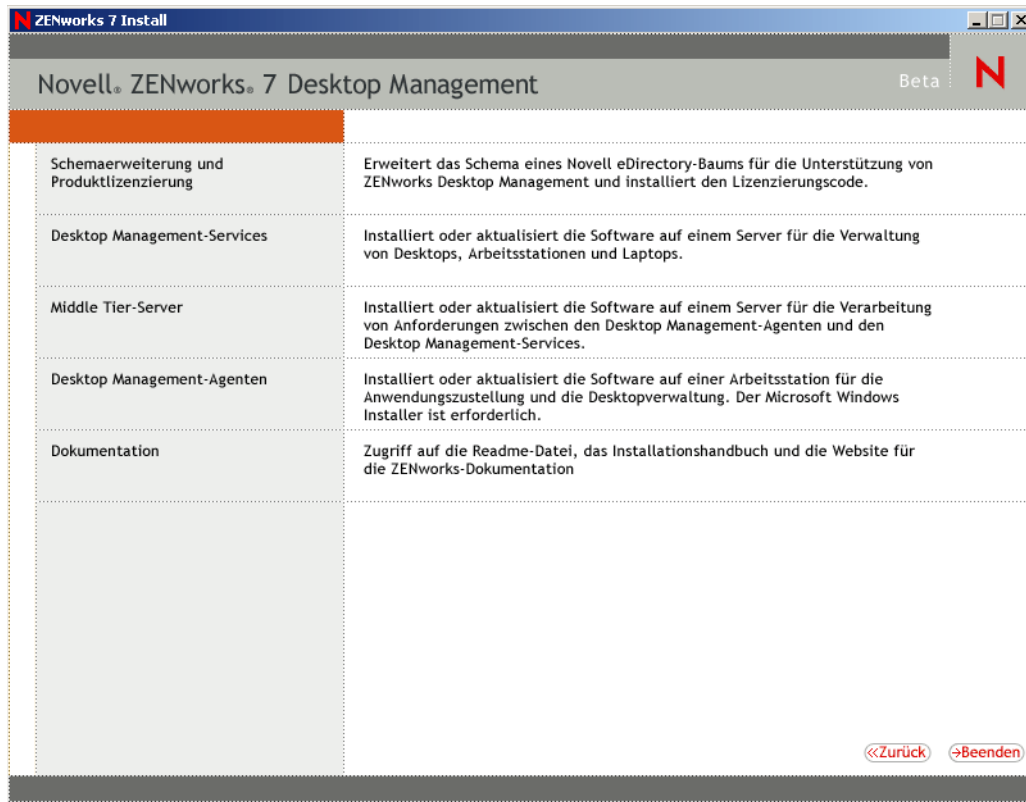 ZENworks 7 Install
Novell® ZENworks® 7 Desktop Management
Beta
N
Schemaerweiterung und
Produktlizenzierung
Erweitert das Schema eines Novell eDirectory-Baums für die Unterstützung von
ZENworks Desktop Management und installiert den Lizenzierungscode.
Desktop Management-Services
Installiert oder aktualisiert die Software auf einem Server für die Verwaltung
von Desktops, Arbeitsstationen und Laptops.
Middle Tier-Server
Installiert oder aktualisiert die Software auf einem Server für die Verarbeitung
von Anforderungen zwischen den Desktop Management-Agenten und den
Desktop Management-Services.
Desktop Management-Agenten
Installiert oder aktualisiert die Software auf einer Arbeitsstation für die
Anwendungszustellung und die Desktopverwaltung. Der Microsoft Windows
Installer ist erforderlich.
Dokumentation
Zugriff auf die Readme-Datei, das Installationshandbuch und die Website für
die ZENworks-Dokumentation
«Zurück
→Beenden